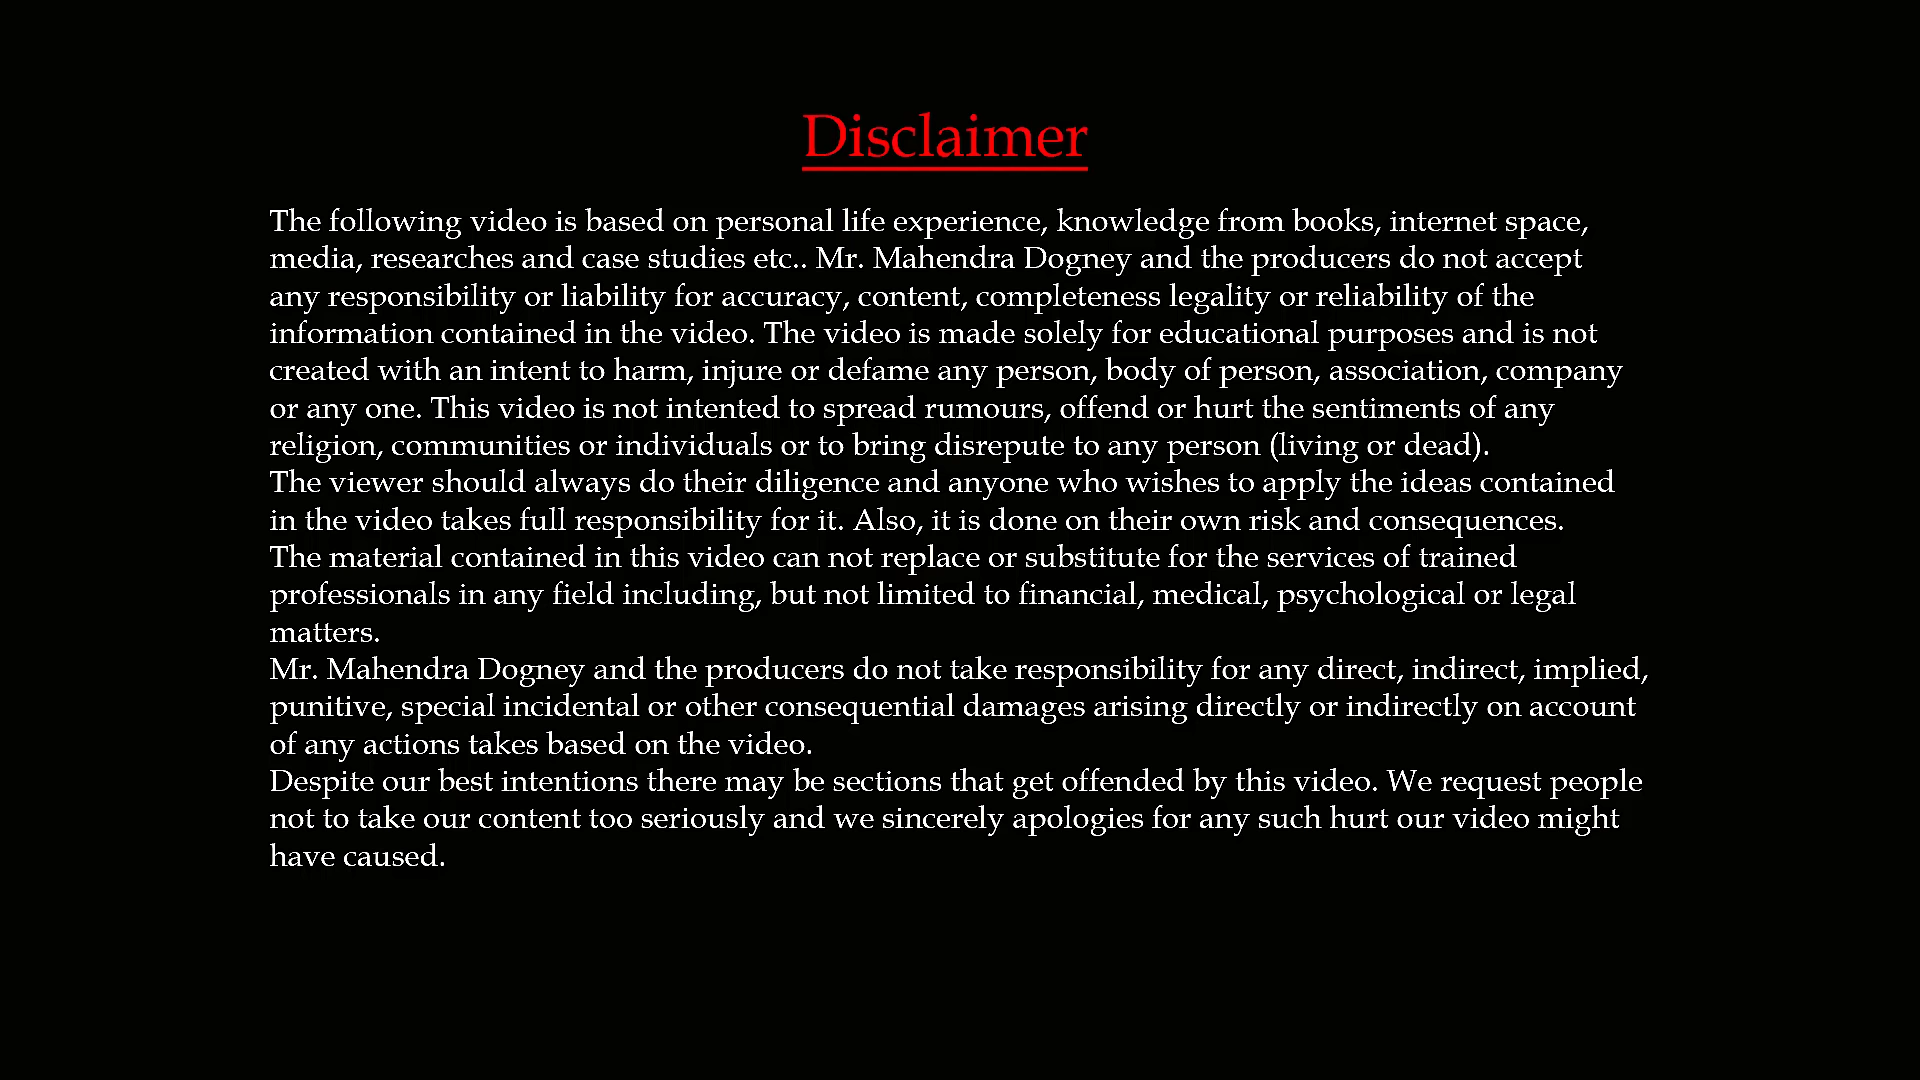 Disclaimer
The following video is based on personal life experience, knowledge from books, internet space,
media, researches and case studies etc.. Mr. Mahendra Dogney and the producers do not accept
any responsibility or liability for accuracy, content, completeness legality or reliability of the
information contained in the video. The video is made solely for educational purposes and is not
created with an intent to harm, injure or defame any person, body of person, association, company
or any one. This video is not intented to spread rumours, offend or hurt the sentiments of any
religion, communities or individuals or to bring disrepute to any person (living or dead).
The viewer should always do their diligence and anyone who wishes to apply the ideas contained
in the video takes full responsibility for it. Also, it is done on their own risk and consequences.
The material contained in this video can not replace or substitute for the services of trained
professionals in any field including, but not limited to financial, medical, psychological or legal
matters.
Mr. Mahendra Dogney and the producers do not take responsibility for any direct, indirect, implied,
punitive, special incidental or other consequential damages arising directly or indirectly on account
of any actions takes based on the video.
Despite our best intentions there may be sections that get offended by this video. We request people
not to take our content too seriously and we sincerely apologies for any such hurt our video might
have caused.